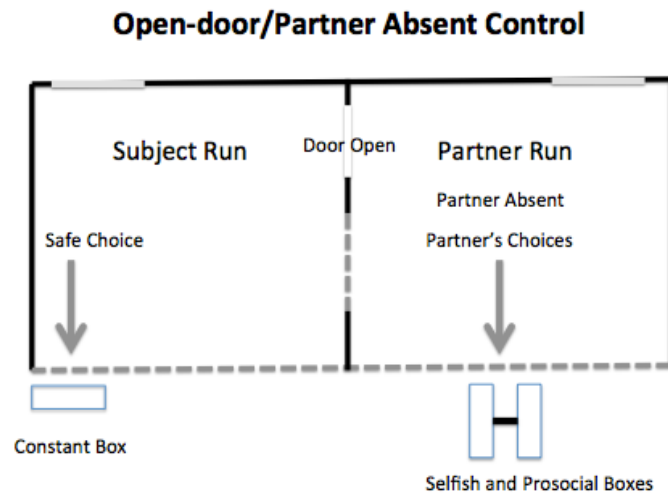 Open-door/Partner Absent Control
Subject Run
Door Open
Partner Run
Partner Absent
Safe Choice
Partner's Choices
Constant Box
Selfish and Prosocial Boxes